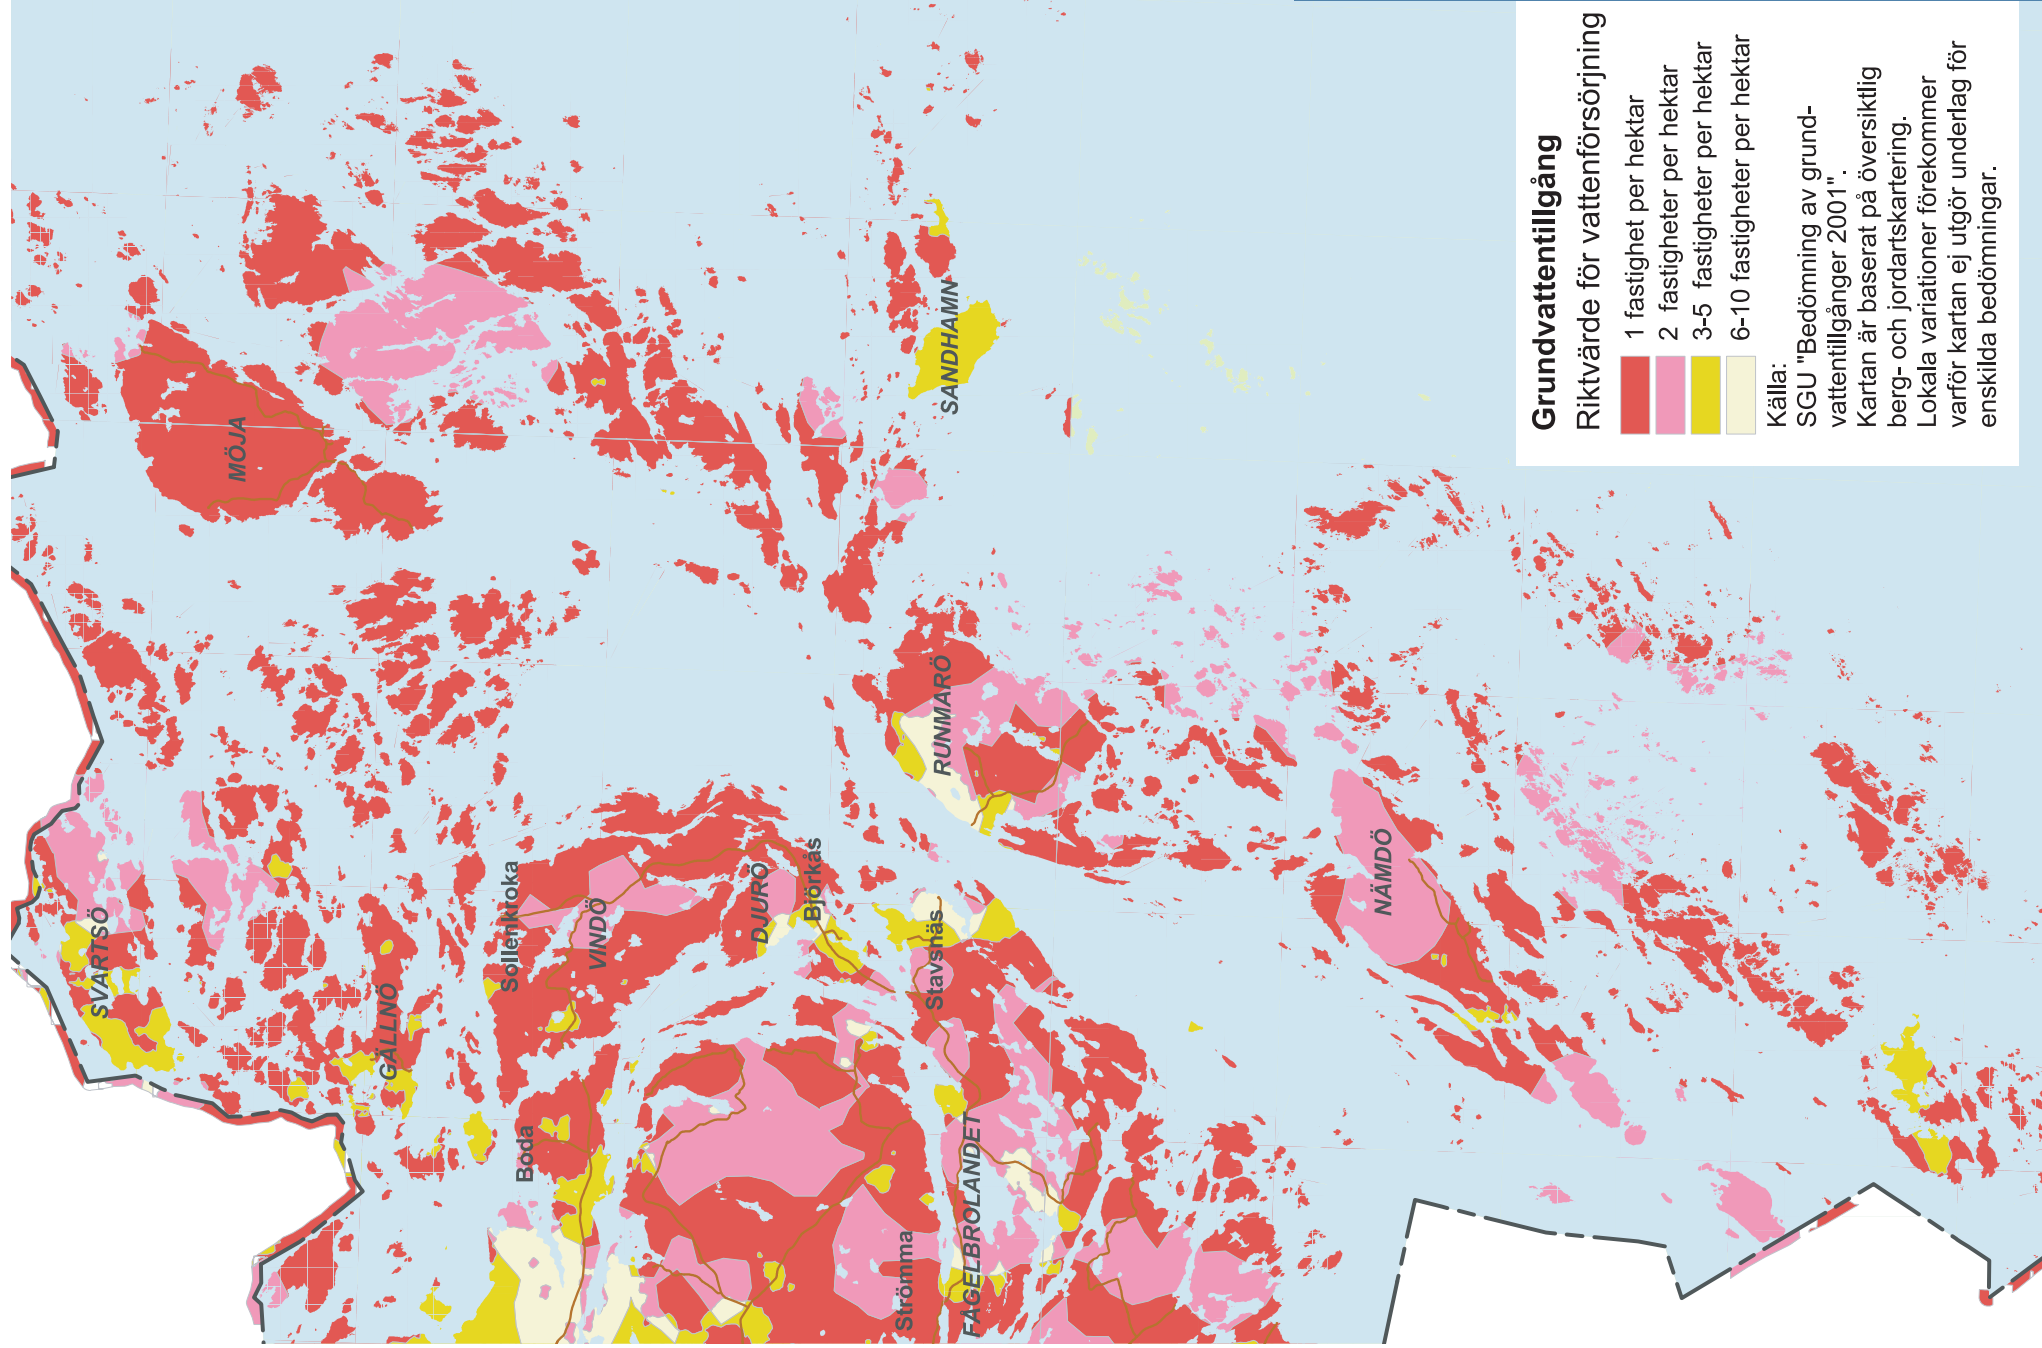 Grundvattentillgång
Riktvärde för vattenförsörjning
1 fastighet per hektar
2 fastigheter per hektar
3-5 fastigheter per hektar
6-10 fastigheter per hektar
Källa:
SGU "Bedömning av grund-
vattentillgånger 2001".
Kartan är baserat på översiktlig
berg- och jordartskartering.
Lokala variationer förekommer
varför kartan ej utgör underlag för
enskilda bedömningar.
SVARTSÖ
MÖJA
GÄLLNÖ
Sollenkroka
Boda
VINDÖ
DJURÖ
Björkås
Strömma
Stavsnäs
RUNMARÖ
SANDHAMN
FÅGELBROLANDET
NÄMDÖ